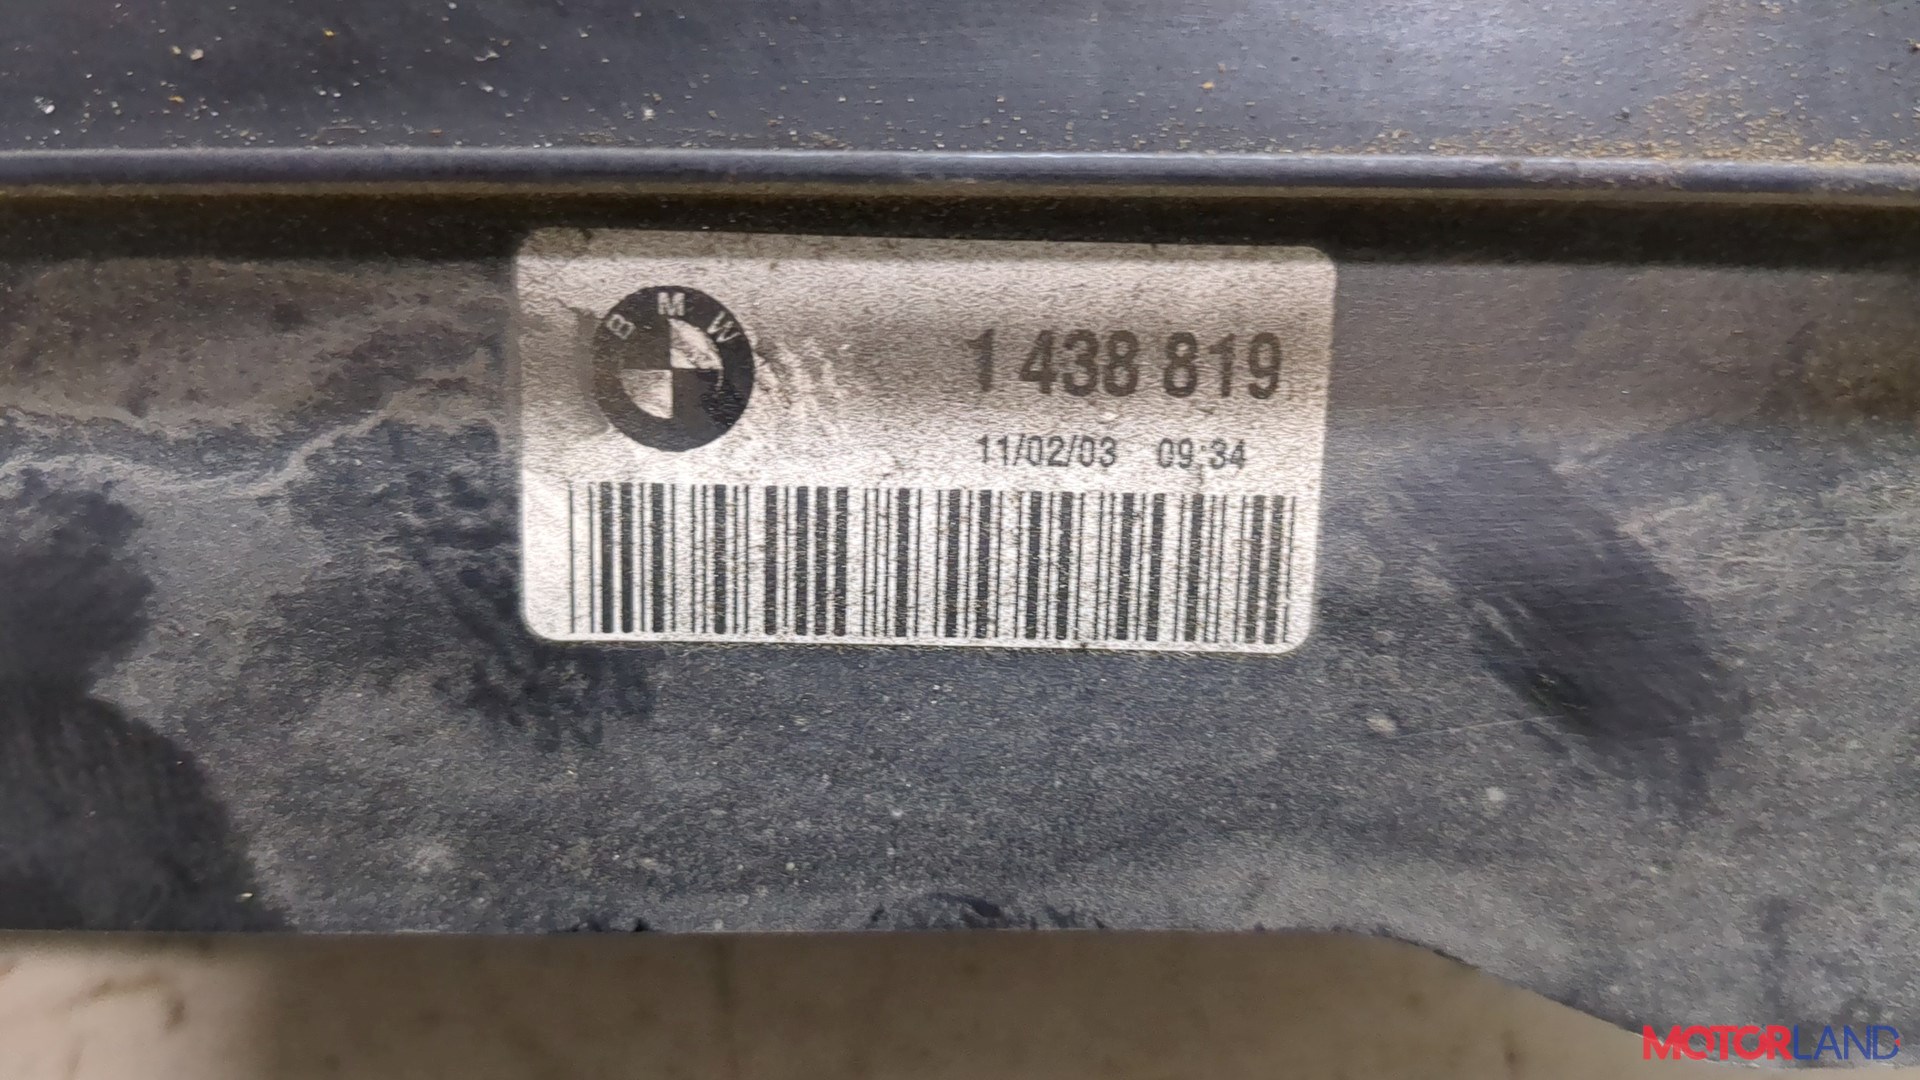 BMW
1 438 819
11/02/03 09:34
MOTORLAND